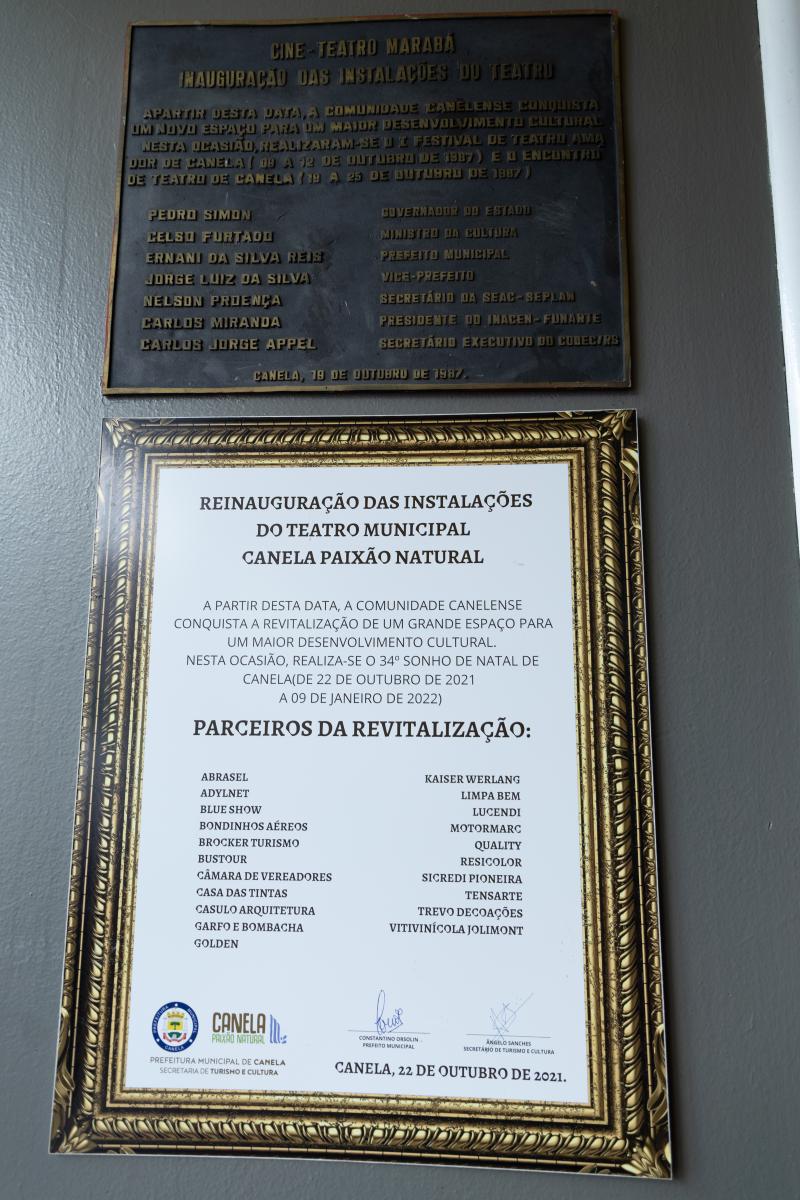 CINE-TEATRO MARABÁ
INAUGURAÇÃO DAS INSTALAÇÕES DO TEATRO
APARTIR DESTA DATA, A COMUNIDADE CANELENSE CONQUISTA
UM NOVO ESPAÇO PARA UM MAIOR DESENVOLVIMENTO CULTURAL
NESTA OCASIÃO, REALIZARAM-SE O I FESTIVAL DE TEATRO AMA
DOR DE CANELA ( 09 A 12 DE OUTUBRO DE 1987 ) E O ENCONTRO
DE TEATRO DE CANELA ( 19 A 25 DE OUTUBRO DE 1987 )
PEDRO SIMON GOVERNADOR DO ESTADO
CELSO FURTADO MINISTRO DA CULTURA
ERNANI DA SILVA REIS PREFEITO MUNICIPAL
JORGE LUIZ DA SILVA VICE-PREFEITO
NELSON PROENÇA SECRETÁRIO DA SEAC-SEPLAN
CARLOS MIRANDA PRESIDENTE DO INACEN-FUNARTE
CARLOS JORGE APPEL SECRETÁRIO EXECUTIVO DO CODEC/RS
CANELA, 19 DE OUTUBRO DE 1987.
REINAUGURAÇÃO DAS INSTALAÇÕES
DO TEATRO MUNICIPAL
CANELA PAIXÃO NATURAL
A PARTIR DESTA DATA, A COMUNIDADE CANELENSE
CONQUISTA A REVITALIZAÇÃO DE UM GRANDE ESPAÇO PARA
UM MAIOR DESENVOLVIMENTO CULTURAL.
NESTA OCASIÃO, REALIZA-SE O 34º SONHO DE NATAL DE
CANELA(DE 22 DE OUTUBRO DE 2021
A 09 DE JANEIRO DE 2022)
PARCEIROS DA REVITALIZAÇÃO:
ABRASEL
ADYLNET
BLUE SHOW
BONDINHOS AÉREOS
BROCKER TURISMO
BUSTOUR
CÂMARA DE VEREADORES
CASA DAS TINTAS
CASULO ARQUITETURA
GARFO E BOMBACHA
GOLDEN
KAISER WERLANG
LIMPA BEM
LUCENDI
MOTORMARC
QUALITY
RESICOLOR
SICREDI PIONEIRA
TENSARTE
TREVO DECOAÇÕES
VITIVINÍCOLA JOLIMONT
PREFEITURA MUNICIPAL
CANELA
CANELA
PAIXÃO NATURAL
PREFEITURA MUNICIPAL DE CANELA
SECRETARIA DE TURISMO E CULTURA
CONSTANTINO ORSOLIN
PREFEITO MUNICIPAL
ÂNGELO SANCHES
SECRETÁRIO DE TURISMO E CULTURA
CANELA, 22 DE OUTUBRO DE 2021.